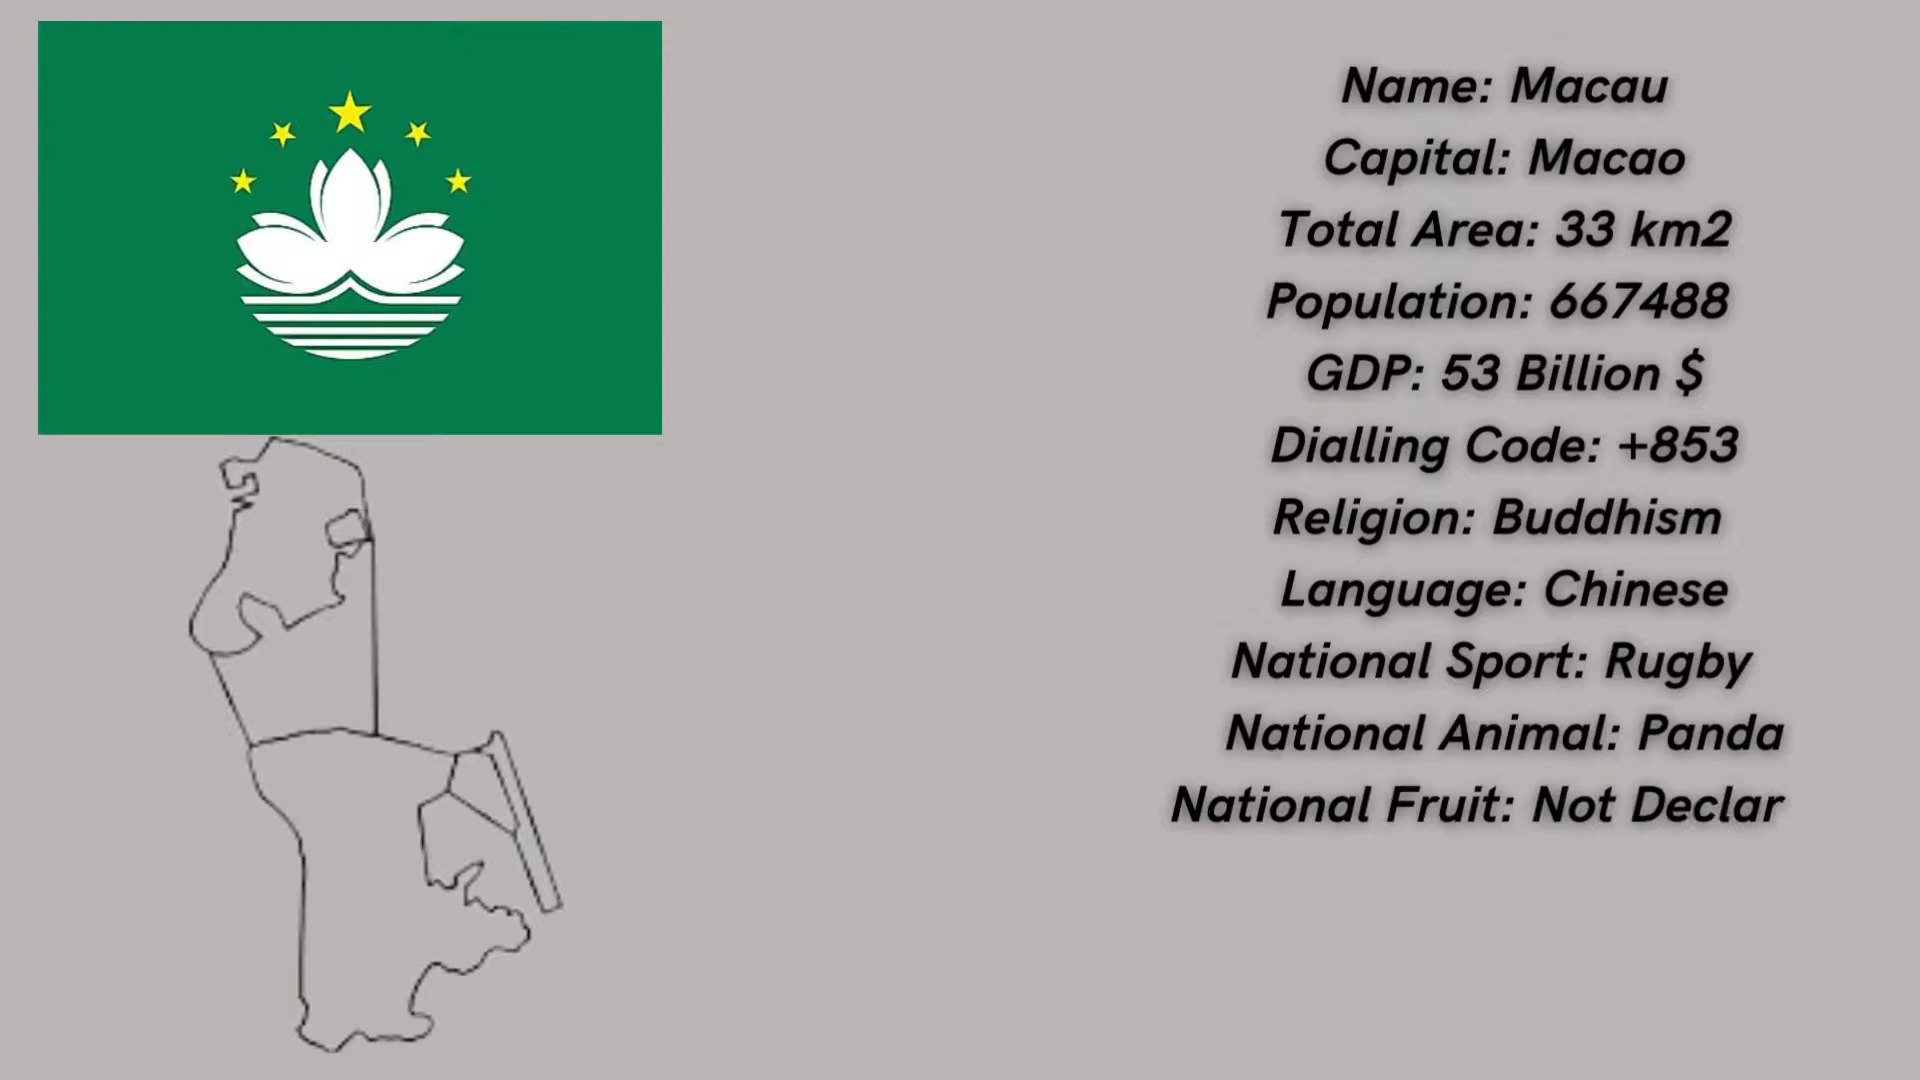 Name: Macau
Capital: Macao
Total Area: 33 km2
Population: 667488
GDP: 53 Billion $
Dialling Code: +853
Religion: Buddhism
Language: Chinese
National Sport: Rugby
National Animal: Panda
National Fruit: Not Declar